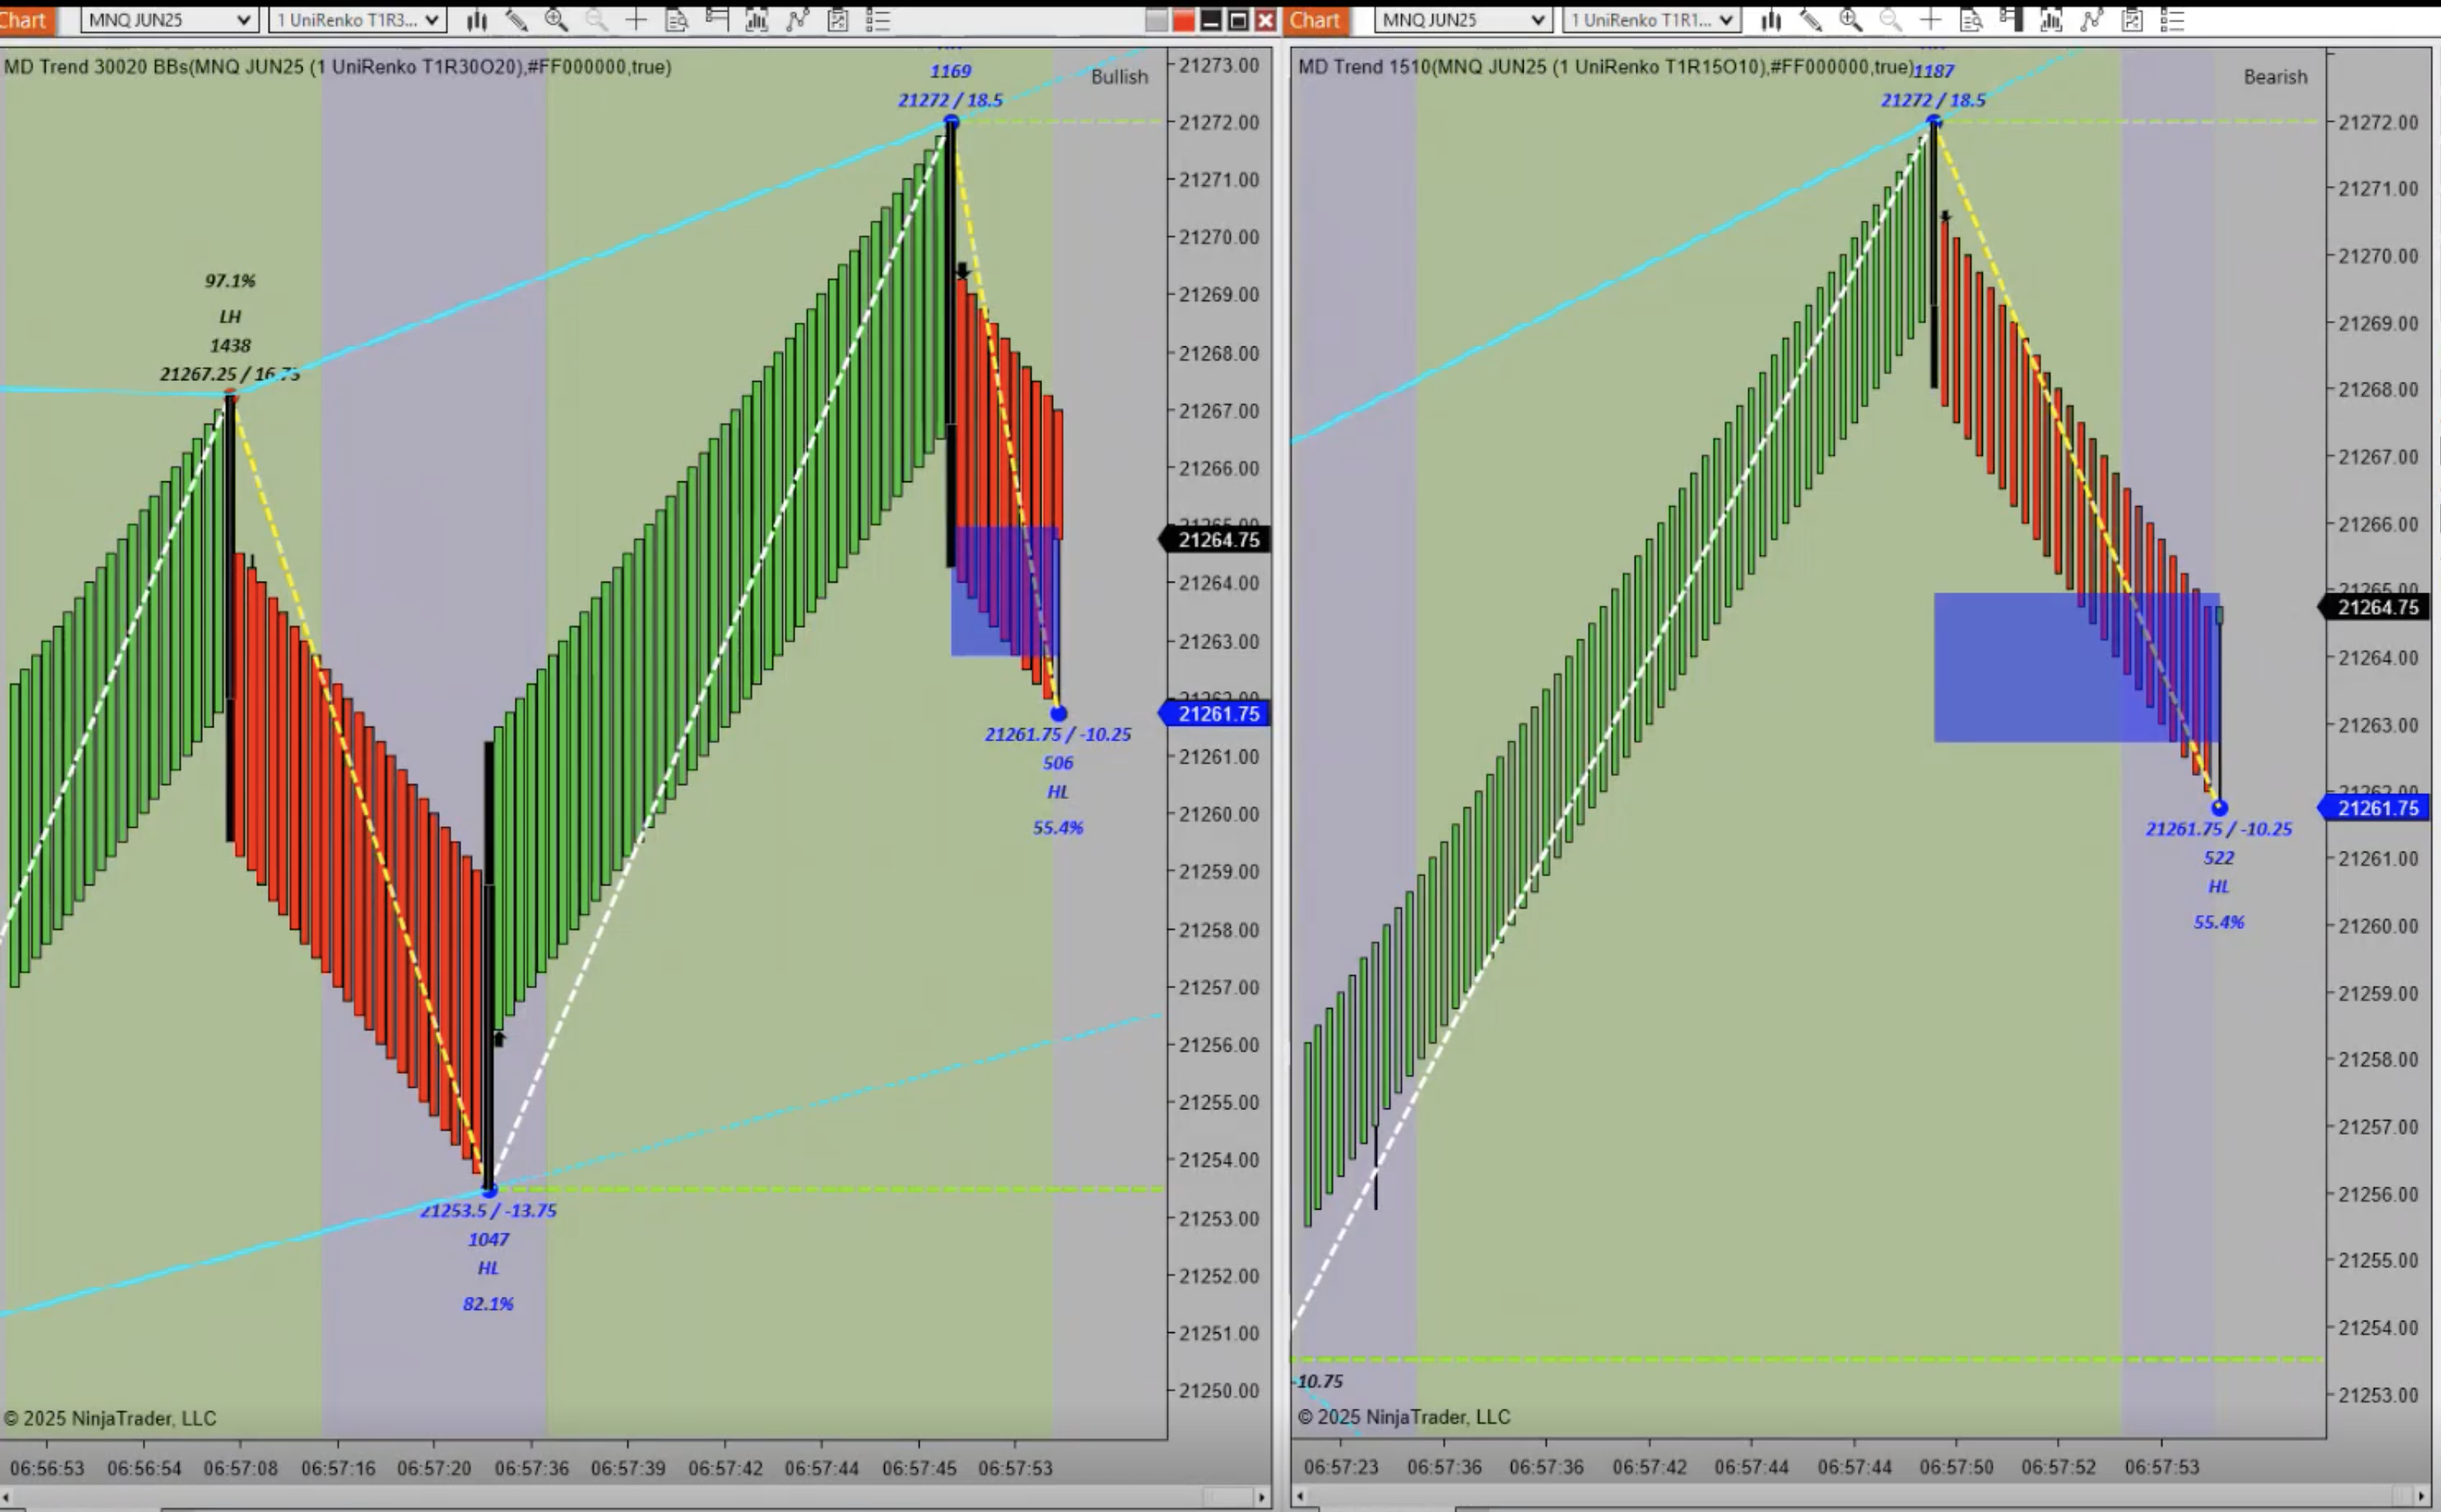 Chart MNQ JUN25 1 UniRenko T1R3...
MD Trend 30020 BBs(MNQ JUN25 (1 UniRenko T1R30O20),#FF000000,true)
Bullish
1169
21272 / 18.5
97.1%
LH
1438
21267.25 / 16.75
21261.75 / -10.25
506
HL
55.4%
21253.5 / -13.75
1047
HL
82.1%
© 2025 NinjaTrader, LLC
21273.00
21272.00
21271.00
21270.00
21269.00
21268.00
21267.00
21266.00
21265.00
21264.75
21264.00
21263.00
21262.00
21261.75
21261.00
21260.00
21259.00
21258.00
21257.00
21256.00
21255.00
21254.00
21253.00
21252.00
21251.00
21250.00
06:56:53 06:56:54 06:57:08 06:57:16 06:57:20 06:57:36 06:57:39 06:57:42 06:57:44 06:57:45 06:57:53
Chart MNQ JUN25 1 UniRenko T1R1...
MD Trend 1510(MNQ JUN25 (1 UniRenko T1R15O10),#FF000000,true)
Bearish
1187
21272 / 18.5
21261.75 / -10.25
522
HL
55.4%
10.75
© 2025 NinjaTrader, LLC
21272.00
21271.00
21270.00
21269.00
21268.00
21267.00
21266.00
21265.00
21264.75
21264.00
21263.00
21262.00
21261.75
21261.00
21260.00
21259.00
21258.00
21257.00
21256.00
21255.00
21254.00
21253.00
06:57:23 06:57:36 06:57:36 06:57:42 06:57:44 06:57:44 06:57:50 06:57:52 06:57:53